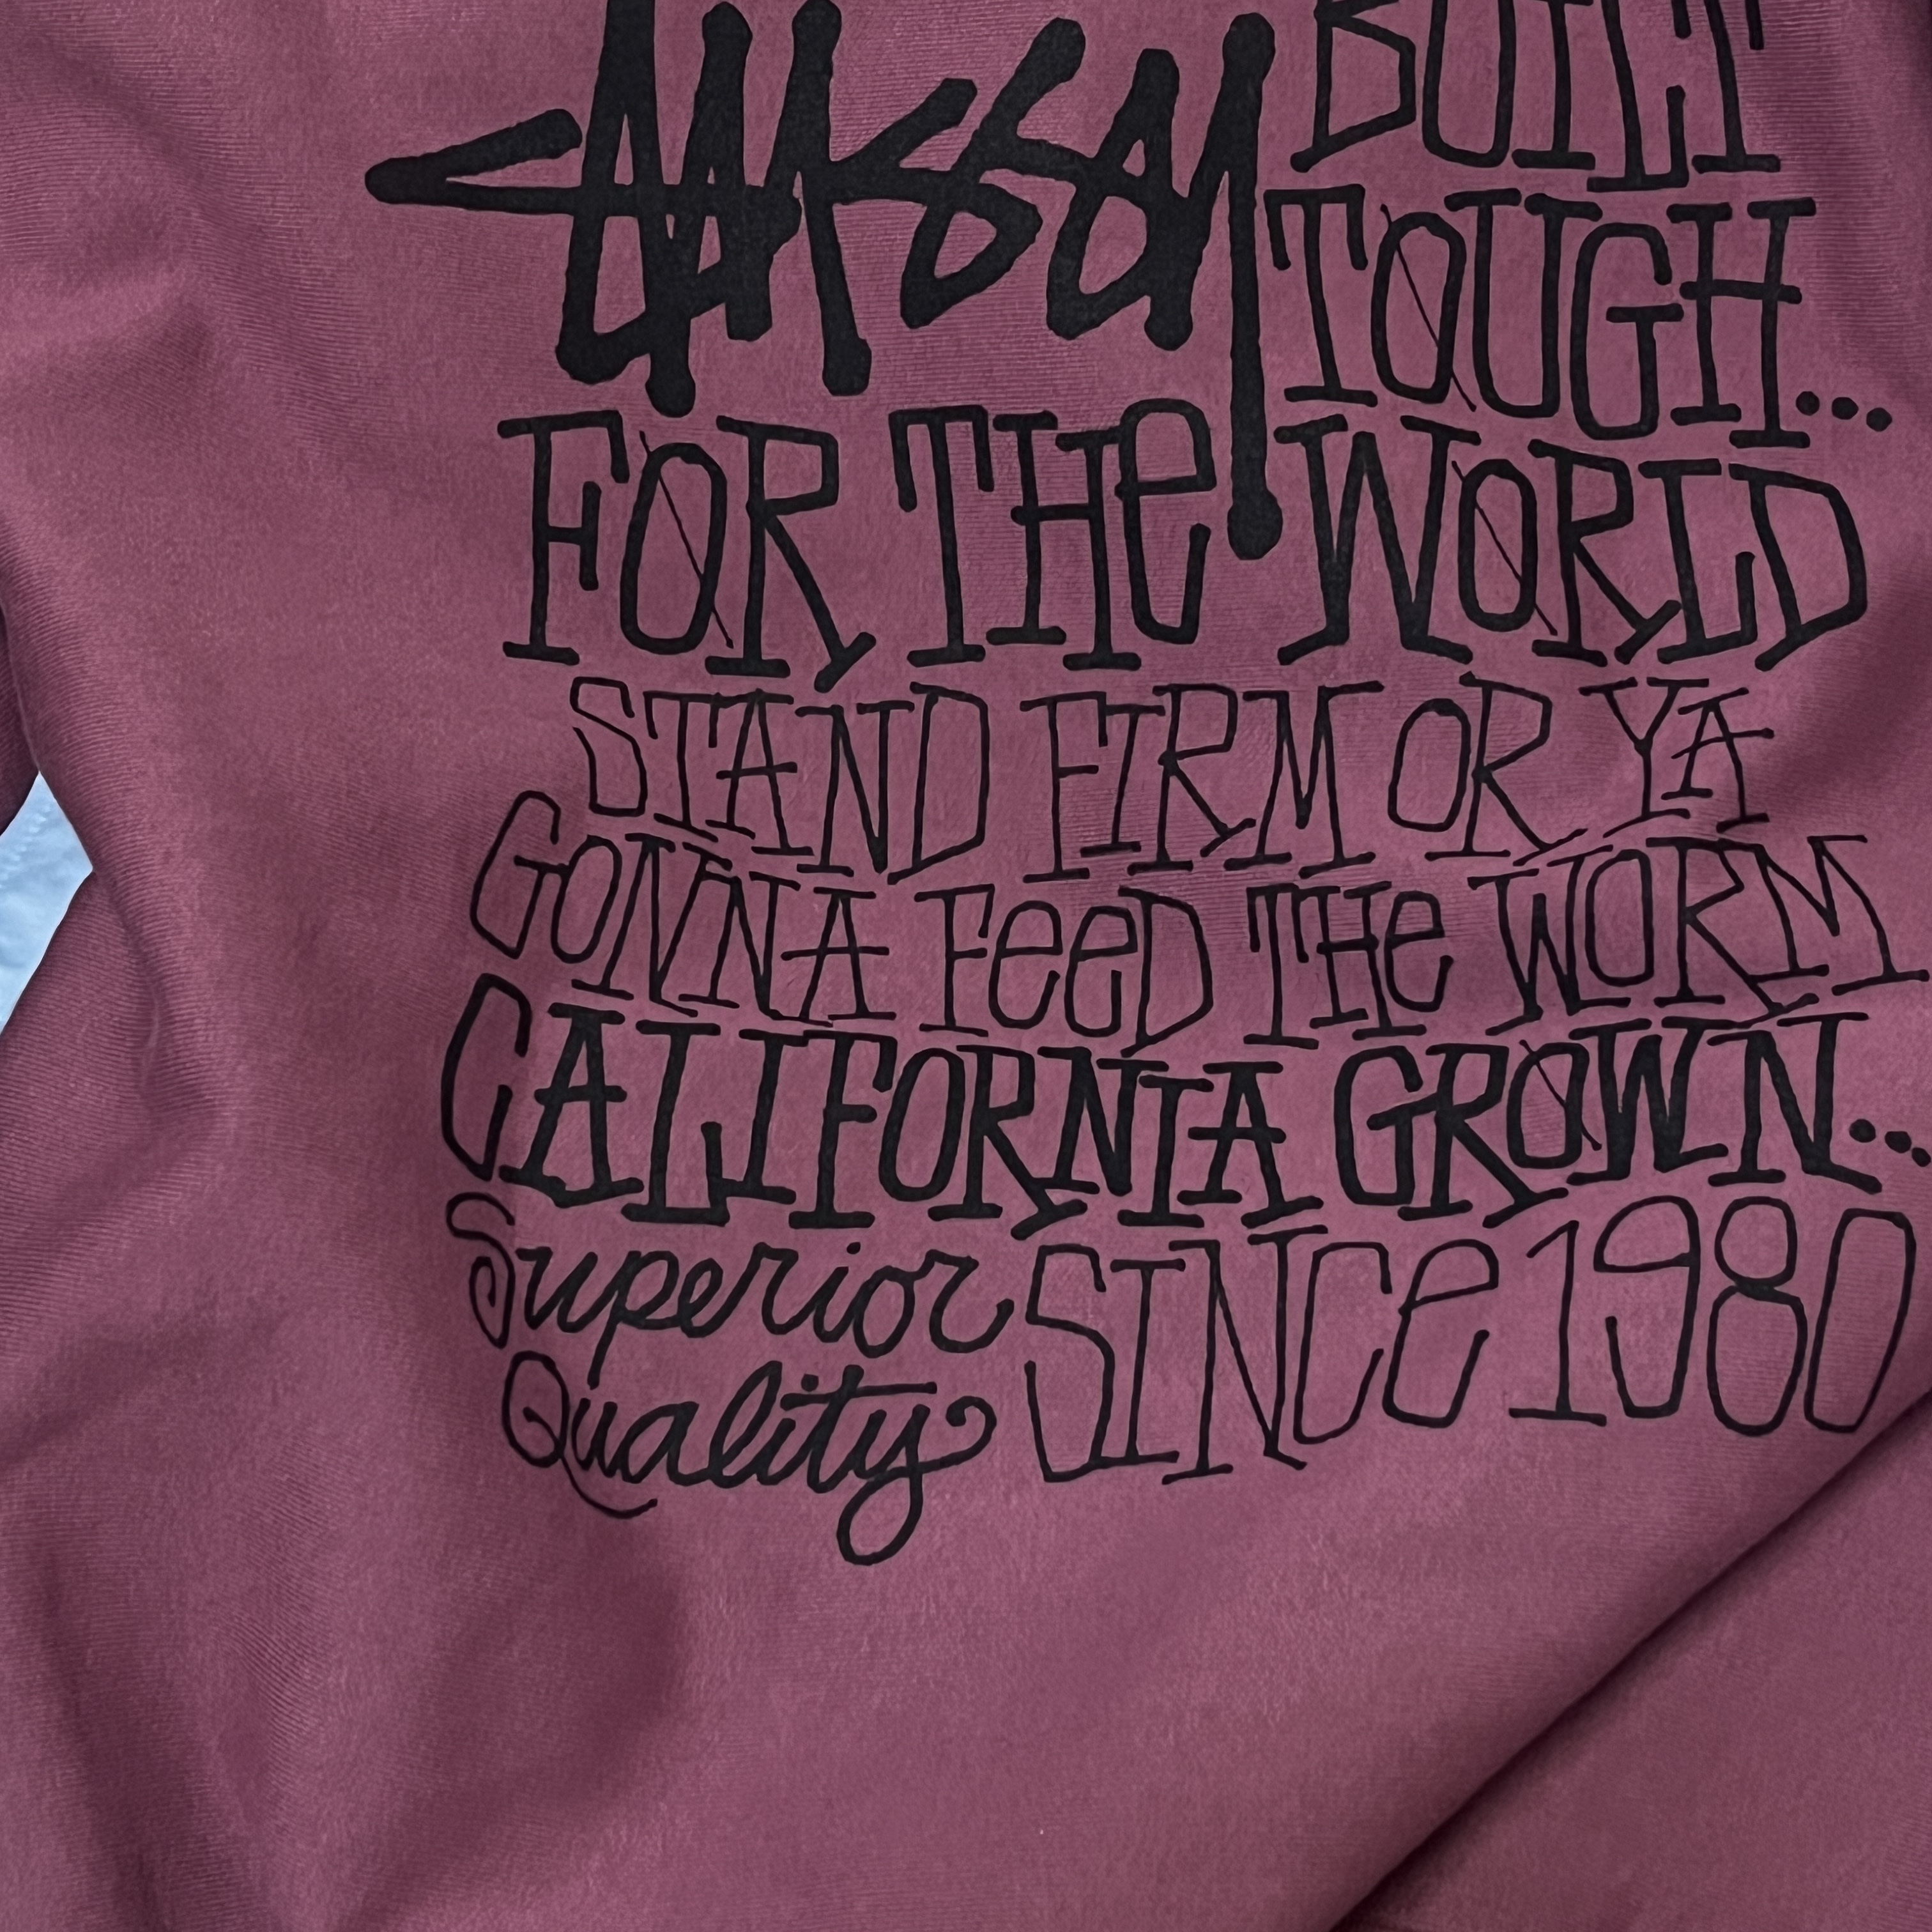 Stüssy BUILT
TOUGH...
FOR THe WORLD
STAND FIRM OR YA
GONNA FeeD THe WORM
CALIFORNIA GROWN...
Superior SINCe 1980
Quality